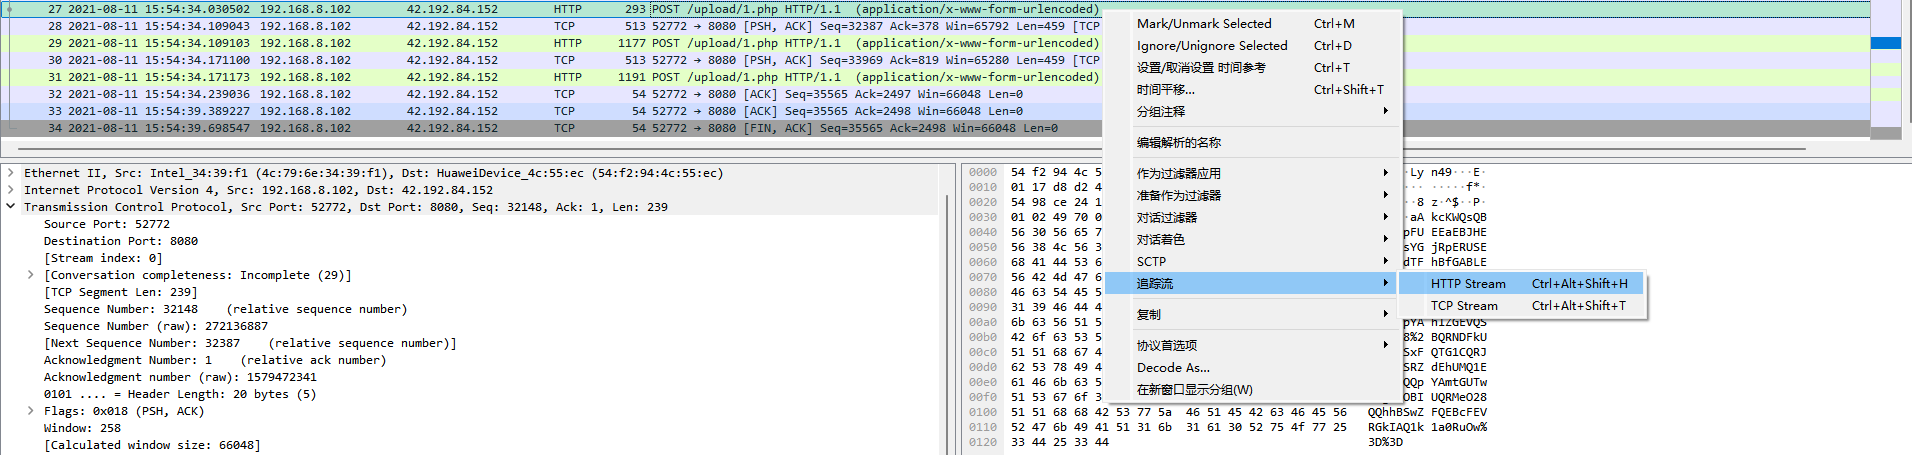 27 2021-08-11 15:54:34.030502 192.168.8.102 42.192.84.152 HTTP 293 POST /upload/1.php HTTP/1.1 (application/x-www-form-urlencoded)
28 2021-08-11 15:54:34.109043 192.168.8.102 42.192.84.152 TCP 513 52772 → 8080 [PSH, ACK] Seq=32387 Ack=378 Win=65792 Len=459 [TCP
29 2021-08-11 15:54:34.109103 192.168.8.102 42.192.84.152 HTTP 1177 POST /upload/1.php HTTP/1.1 (application/x-www-form-urlencoded)
30 2021-08-11 15:54:34.171100 192.168.8.102 42.192.84.152 TCP 513 52772 → 8080 [PSH, ACK] Seq=33969 Ack=819 Win=65280 Len=459 [TCP
31 2021-08-11 15:54:34.171173 192.168.8.102 42.192.84.152 HTTP 1191 POST /upload/1.php HTTP/1.1 (application/x-www-form-urlencoded)
32 2021-08-11 15:54:34.239036 192.168.8.102 42.192.84.152 TCP 54 52772 → 8080 [ACK] Seq=35565 Ack=2497 Win=66048 Len=0
33 2021-08-11 15:54:39.389227 192.168.8.102 42.192.84.152 TCP 54 52772 → 8080 [ACK] Seq=35565 Ack=2498 Win=66048 Len=0
34 2021-08-11 15:54:39.698547 192.168.8.102 42.192.84.152 TCP 54 52772 → 8080 [FIN, ACK] Seq=35565 Ack=2498 Win=66048 Len=0
Mark/Unmark Selected Ctrl+M
Ignore/Unignore Selected Ctrl+D
设置/取消设置 时间参考 Ctrl+T
时间平移... Ctrl+Shift+T
分组注释
编辑解析的名称
作为过滤器应用
准备作为过滤器
对话过滤器
对话着色
SCTP
追踪流
复制
协议首选项
Decode As...
在新窗口显示分组(W)
HTTP Stream Ctrl+Alt+Shift+H
TCP Stream Ctrl+Alt+Shift+T
Ethernet II, Src: Intel_34:39:f1 (4c:79:6e:34:39:f1), Dst: HuaweiDevice_4c:55:ec (54:f2:94:4c:55:ec)
Internet Protocol Version 4, Src: 192.168.8.102, Dst: 42.192.84.152
Transmission Control Protocol, Src Port: 52772, Dst Port: 8080, Seq: 32148, Ack: 1, Len: 239
Source Port: 52772
Destination Port: 8080
[Stream index: 0]
[Conversation completeness: Incomplete (29)]
[TCP Segment Len: 239]
Sequence Number: 32148 (relative sequence number)
Sequence Number (raw): 272136887
[Next Sequence Number: 32387 (relative sequence number)]
Acknowledgment Number: 1 (relative ack number)
Acknowledgment number (raw): 1579472341
0101 .... = Header Length: 20 bytes (5)
Flags: 0x018 (PSH, ACK)
Window: 258
[Calculated window size: 66048]
0000 54 f2 94 4c 5 Ly n49···E·
0010 01 17 d8 d2 4 ·····f*·
0020 54 98 ce 24 1 8z·^$··P·
0030 01 02 49 70 0 aA kcKWQsQB
0040 56 30 56 65 7 pFU EEaEBJHE
0050 56 38 4c 56 3 sYG jRpERUSE
0060 68 41 44 53 6 dTF hBfGABLE
0070 56 42 4d 47 6
0080 46 63 54 45 5
0090 31 39 46 44 4
00a0 6b 63 56 51 5 pYA hIZGEVQS
00b0 42 6f 63 53 5 8%2 BQRNDFkU
00c0 51 51 68 67 4 SxF QTG1CQRJ
00d0 62 53 78 49 4 SRZ dEhUMQ1E
00e0 61 46 6b 63 5 QQp YAmtGUTw
00f0 51 53 67 6f 3 OBI UQRMeO28
0100 51 51 68 68 42 53 77 5a 46 51 45 42 63 46 45 56 QQhhBSwZ FQEBcFEV
0110 52 47 6b 49 41 51 31 6b 31 61 30 52 75 4f 77 25 RGkIAQ1k 1a0RuOw%
0120 33 44 25 33 44 3D%3D